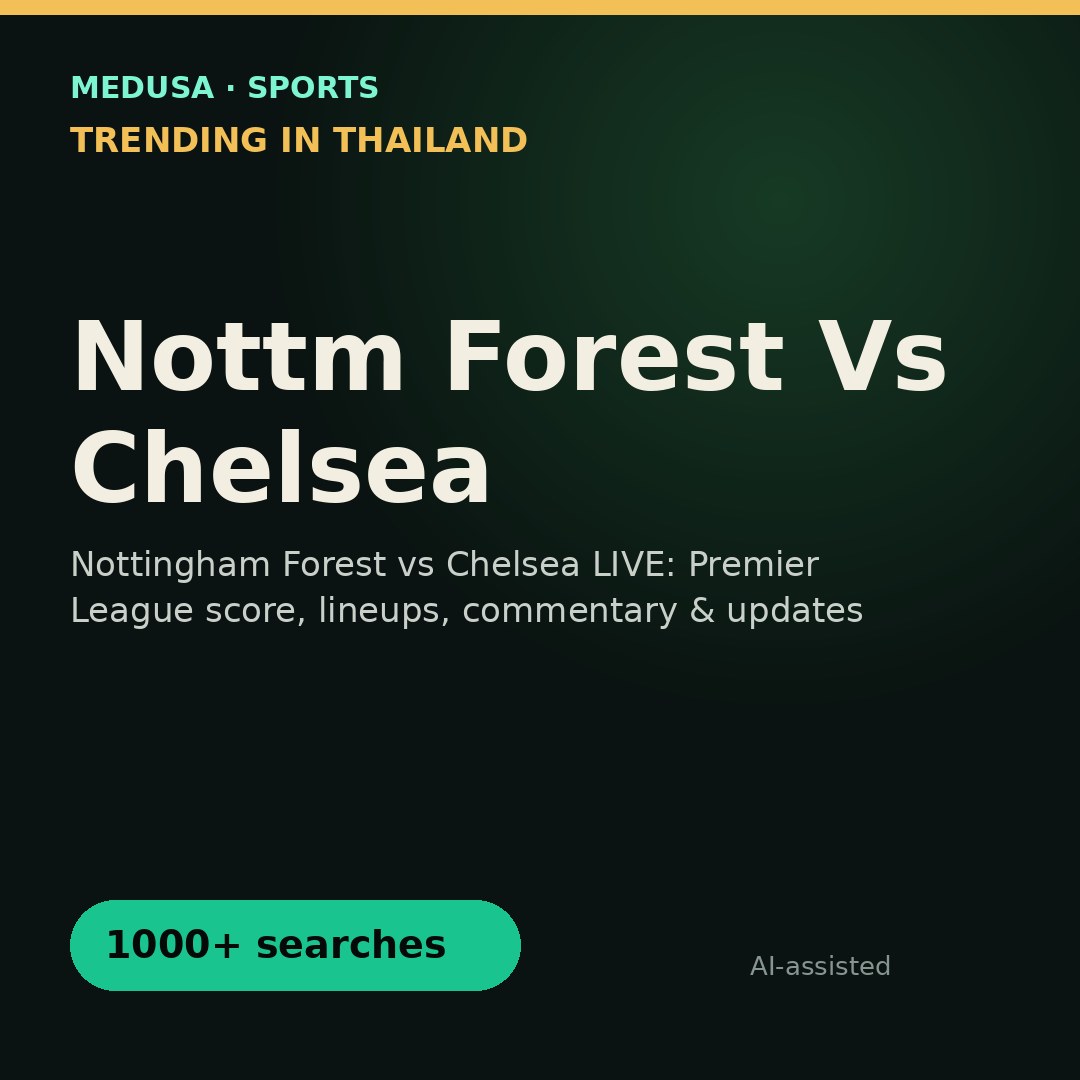 MEDUSA · SPORTS
TRENDING IN THAILAND
Nottm Forest Vs
Chelsea
Nottingham Forest vs Chelsea LIVE: Premier
League score, lineups, commentary & updates
1000+ searches
AI-assisted